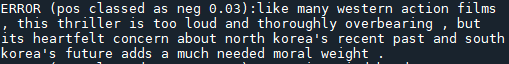 ERROR (pos classed as neg 0.03):like many western action films
, this thriller is too loud and thoroughly overbearing , but
its heartfelt concern about north korea's recent past and south
korea's future adds a much needed moral weight .